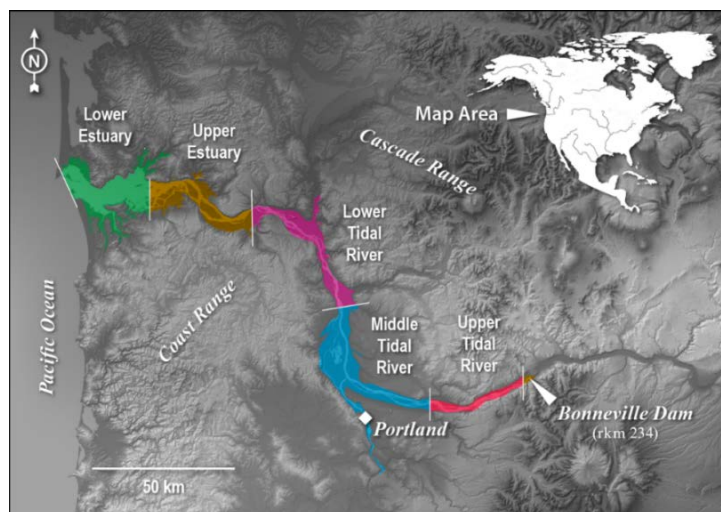 N
Lower
Estuary
Upper
Estuary
Map Area
Cascade Range
Lower
Tidal
River
Coast Range
Pacific Ocean
Middle
Tidal
River
Upper
Tidal
River
Bonneville Dam
(rkm 234)
Portland
50 km